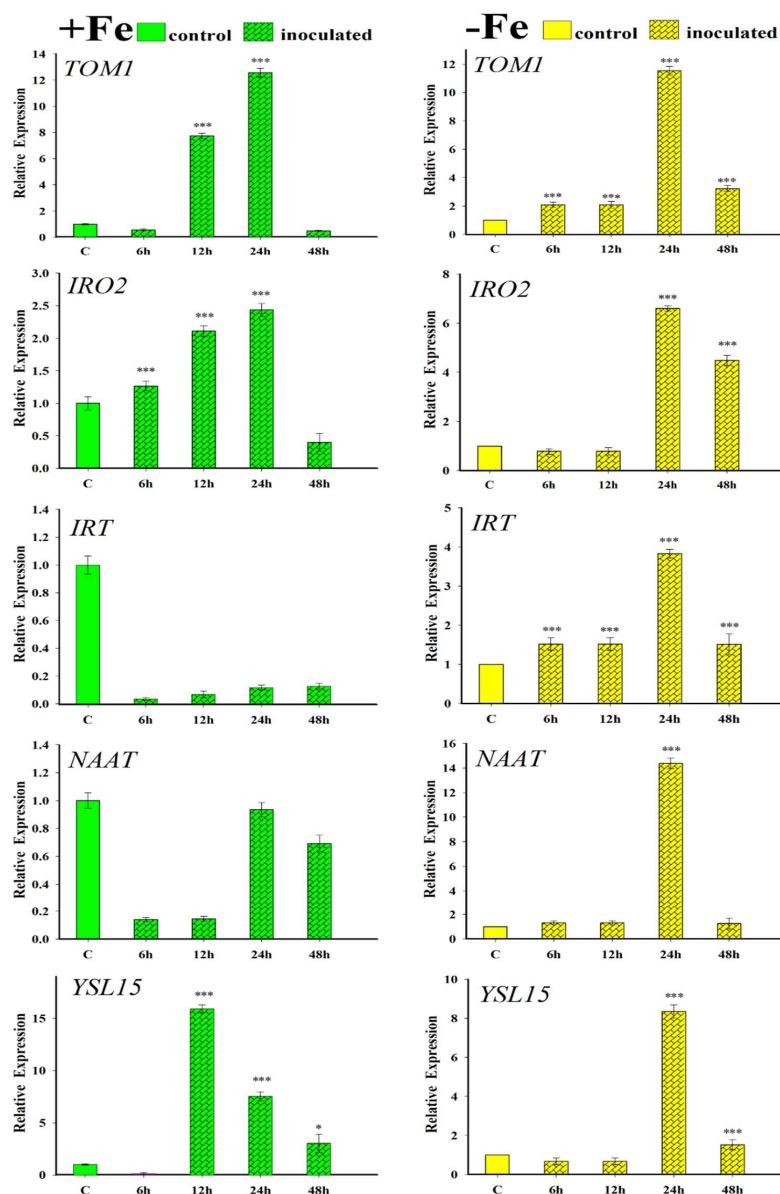 +Fe control inoculated
TOM1
Relative Expression
14
12
10
8
6
4
2
0
*** ***
C 6h 12h 24h 48h
IRO2
Relative Expression
3.0
2.5
2.0
1.5
1.0
0.5
0.0
*** *** ***
C 6h 12h 24h 48h
IRT
Relative Expression
1.4
1.2
1.0
0.8
0.6
0.4
0.2
0.0
C 6h 12h 24h 48h
NAAT
Relative Expression
1.4
1.2
1.0
0.8
0.6
0.4
0.2
0.0
C 6h 12h 24h 48h
YSL15
Relative Expression
15
10
5
0
*** *** *
C 6h 12h 24h 48h
-Fe control inoculated
TOM1
Relative Expression
12
10
8
6
4
2
0
*** *** *** ***
C 6h 12h 24h 48h
IRO2
Relative Expression
8
6
4
2
0
*** ***
C 6h 12h 24h 48h
IRT
Relative Expression
5
4
3
2
1
0
*** *** *** ***
C 6h 12h 24h 48h
NAAT
Relative Expression
16
14
12
10
8
6
4
2
0
***
C 6h 12h 24h 48h
YSL15
Relative Expression
10
8
6
4
2
0
*** ***
C 6h 12h 24h 48h